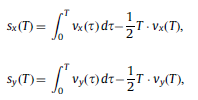 s_x(T) = ∫_0^T v_x(τ) dτ − 1/2 T · v_x(T),
s_y(T) = ∫_0^T v_y(τ) dτ − 1/2 T · v_y(T),